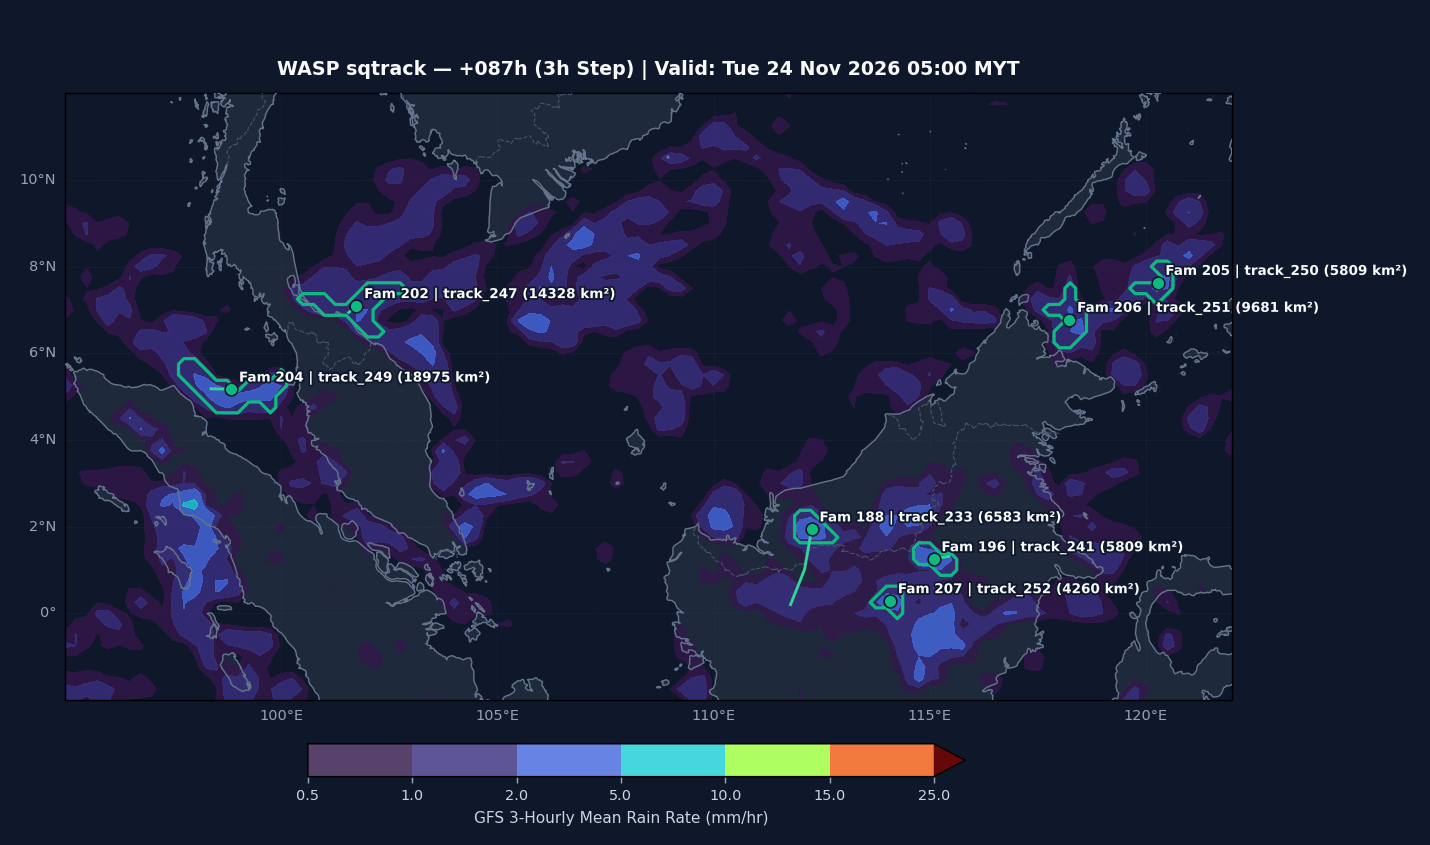 WASP sqtrack — +087h (3h Step) | Valid: Tue 24 Nov 2026 05:00 MYT
10°N
8°N
6°N
4°N
2°N
0°
Fam 205 | track_250 (5809 km²)
Fam 202 | track_247 (14328 km²)
Fam 206 | track_251 (9681 km²)
Fam 204 | track_249 (18975 km²)
Fam 188 | track_233 (6583 km²)
Fam 196 | track_241 (5809 km²)
Fam 207 | track_252 (4260 km²)
100°E 105°E 110°E 115°E 120°E
0.5 1.0 2.0 5.0 10.0 15.0 25.0
GFS 3-Hourly Mean Rain Rate (mm/hr)